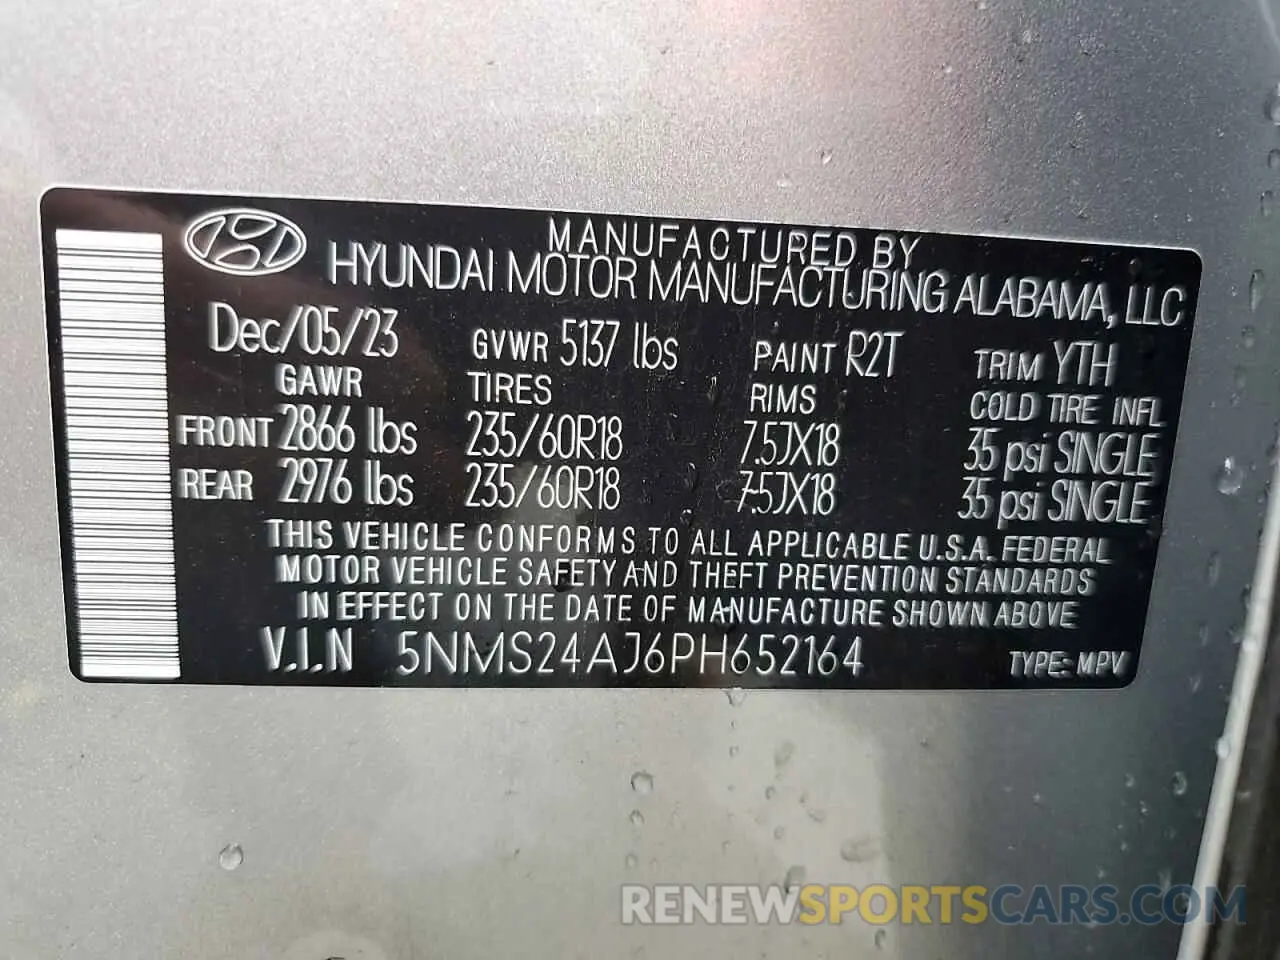 MANUFACTURED BY
HYUNDAI MOTOR MANUFACTURING ALABAMA, LLC
Dec/05/23 GVWR 5137 lbs PAINT R2T TRIM YTH
GAWR TIRES RIMS COLD TIRE INFL
FRONT 2866 lbs 235/60R18 7.5JX18 35 psi SINGLE
REAR 2976 lbs 235/60R18 7.5JX18 35 psi SINGLE
THIS VEHICLE CONFORMS TO ALL APPLICABLE U.S.A. FEDERAL
MOTOR VEHICLE SAFETY AND THEFT PREVENTION STANDARDS
IN EFFECT ON THE DATE OF MANUFACTURE SHOWN ABOVE
V.I.N 5NMS24AJ6PH652164 TYPE: MPV
RENEWSPORTSCARS.COM